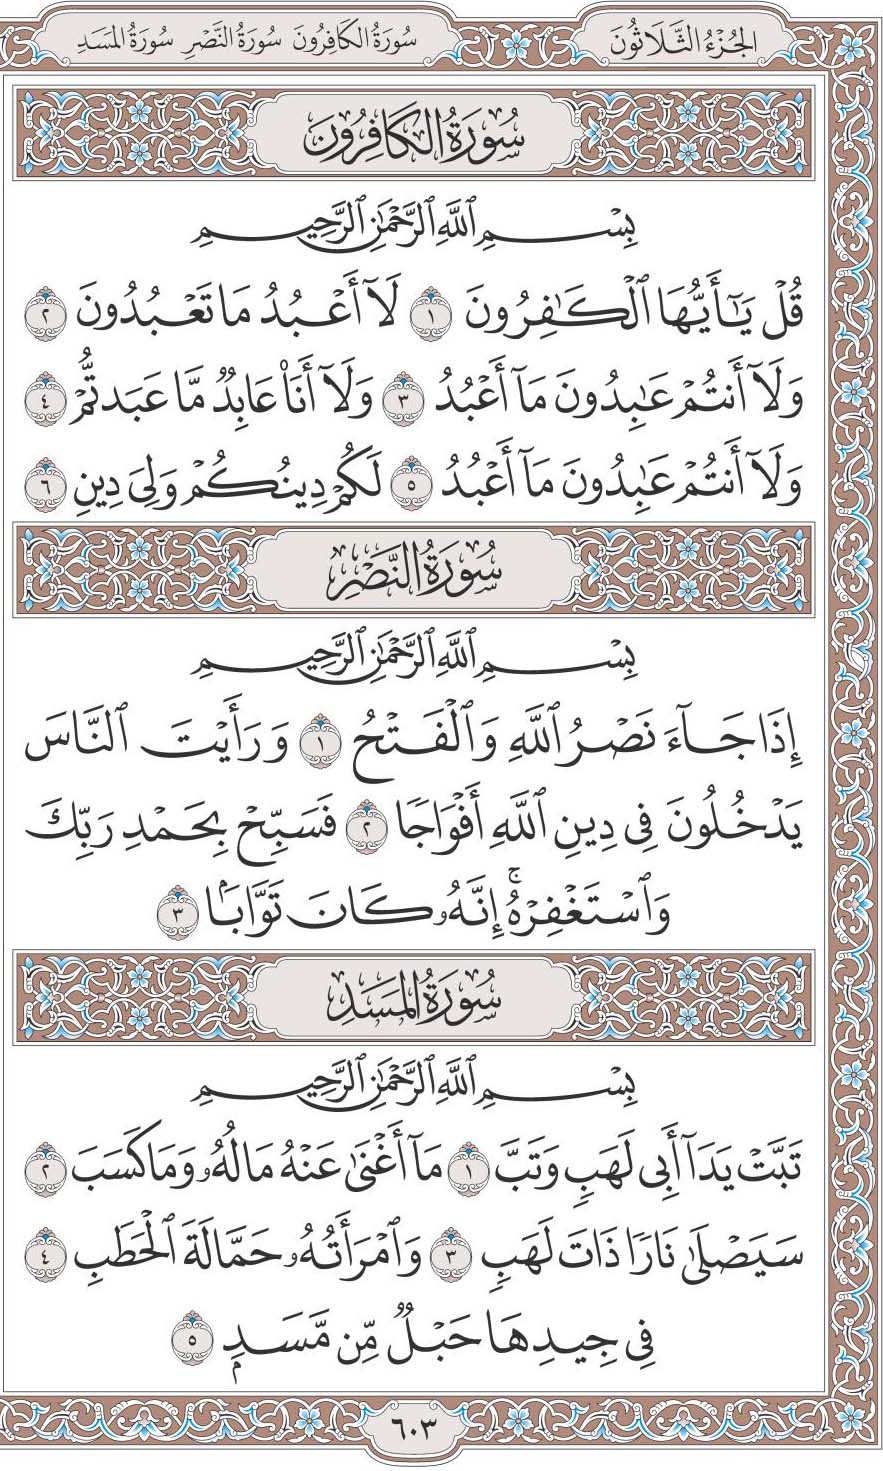 الجُزْءُ الثَّلَاثُونَ
سُورَةُ الكَافِرُونَ سُورَةُ النَّصْرِ سُورَةُ المَسَدِ
سُورَةُ الكَافِرُونَ
بِسْمِ ٱللَّهِ ٱلرَّحْمَٰنِ ٱلرَّحِيمِ
قُلْ يَٰٓأَيُّهَا ٱلْكَٰفِرُونَ ١ لَآ أَعْبُدُ مَا تَعْبُدُونَ ٢
وَلَآ أَنتُمْ عَٰبِدُونَ مَآ أَعْبُدُ ٣ وَلَآ أَنَا۠ عَابِدٌ مَّا عَبَدتُّمْ ٤
وَلَآ أَنتُمْ عَٰبِدُونَ مَآ أَعْبُدُ ٥ لَكُمْ دِينُكُمْ وَلِيَ دِينِ ٦
سُورَةُ النَّصْرِ
بِسْمِ ٱللَّهِ ٱلرَّحْمَٰنِ ٱلرَّحِيمِ
إِذَا جَآءَ نَصْرُ ٱللَّهِ وَٱلْفَتْحُ ١ وَرَأَيْتَ ٱلنَّاسَ
يَدْخُلُونَ فِى دِينِ ٱللَّهِ أَفْوَاجًا ٢ فَسَبِّحْ بِحَمْدِ رَبِّكَ
وَٱسْتَغْفِرْهُ ۚ إِنَّهُۥ كَانَ تَوَّابًۢا ٣
سُورَةُ المَسَدِ
بِسْمِ ٱللَّهِ ٱلرَّحْمَٰنِ ٱلرَّحِيمِ
تَبَّتْ يَدَآ أَبِى لَهَبٍ وَتَبَّ ١ مَآ أَغْنَىٰ عَنْهُ مَالُهُۥ وَمَا كَسَبَ ٢
سَيَصْلَىٰ نَارًا ذَاتَ لَهَبٍ ٣ وَٱمْرَأَتُهُۥ حَمَّالَةَ ٱلْحَطَبِ ٤
فِى جِيدِهَا حَبْلٌ مِّن مَّسَدٍۭ ٥
٦٠٣